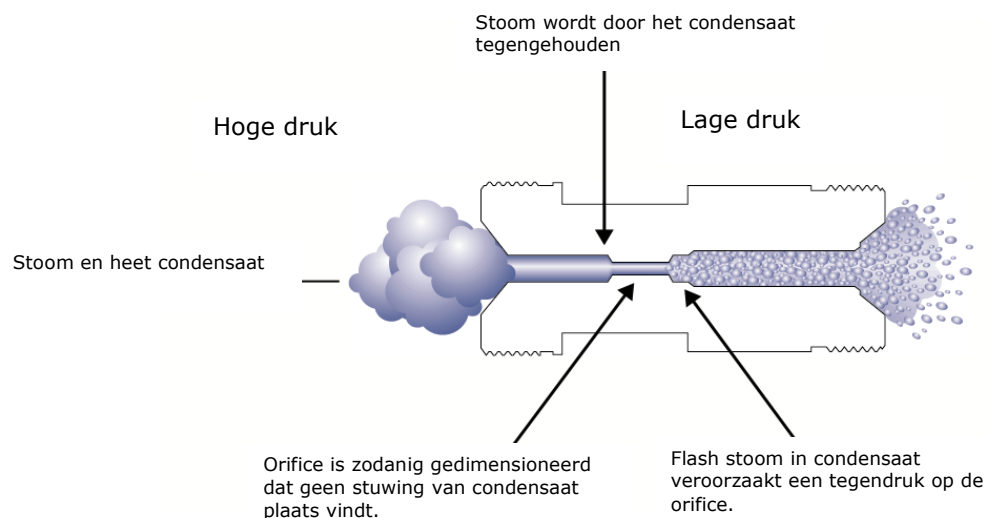 Stoom wordt door het condensaat
tegengehouden
Hoge druk
Lage druk
Stoom en heet condensaat
Orifice is zodanig gedimensioneerd
dat geen stuwing van condensaat
plaats vindt.
Flash stoom in condensaat
veroorzaakt een tegendruk op de
orifice.